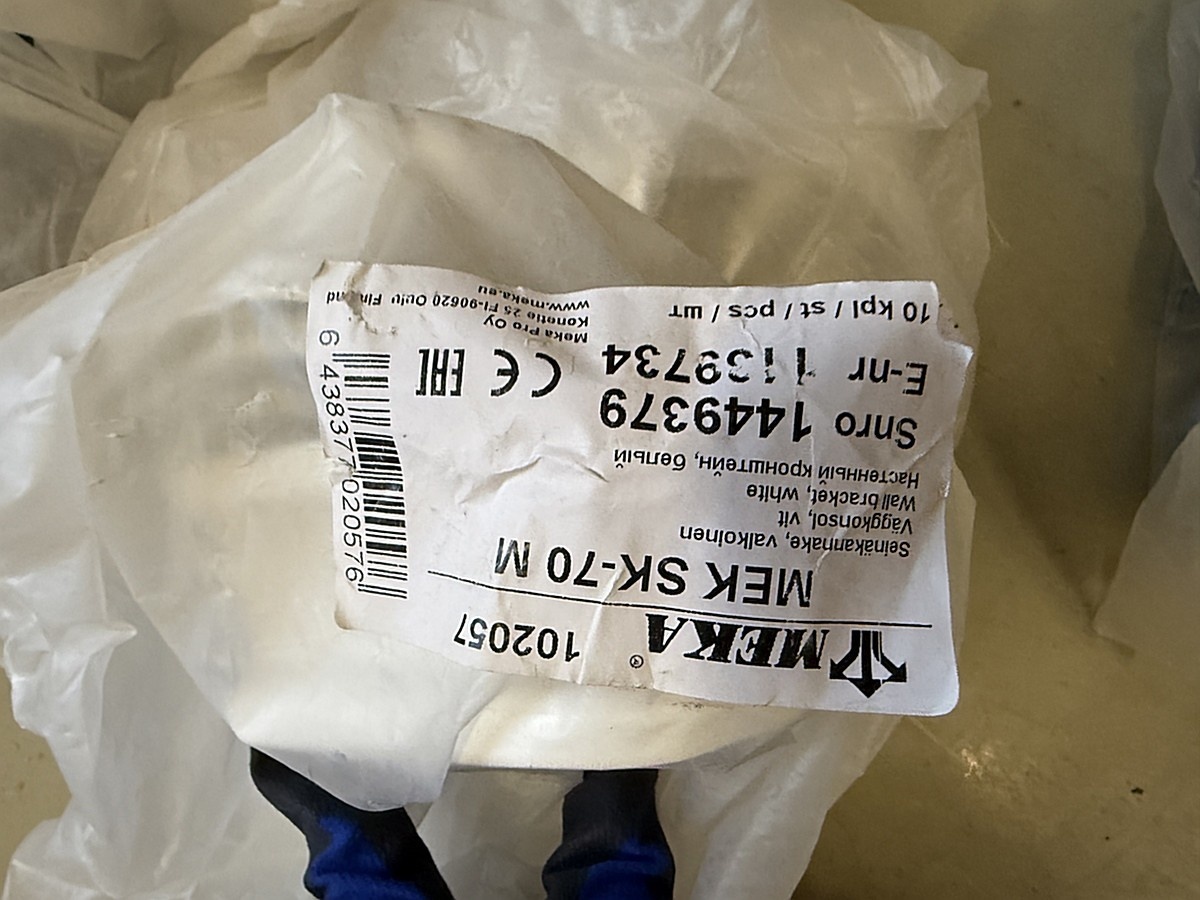 MEKA® 102057
MEK SK-70 M
Seinäkannake, valkoinen
Väggkonsol, vit
Wall bracket, white
Настенный кронштейн, белый
Snro 1449379
E-nr 1139734
10 kpl / st / pcs / шт
CE EAC
Meka Pro Oy
Konetie 25 FI-90620 Oulu Finland
www.meka.eu
6 438377 020576